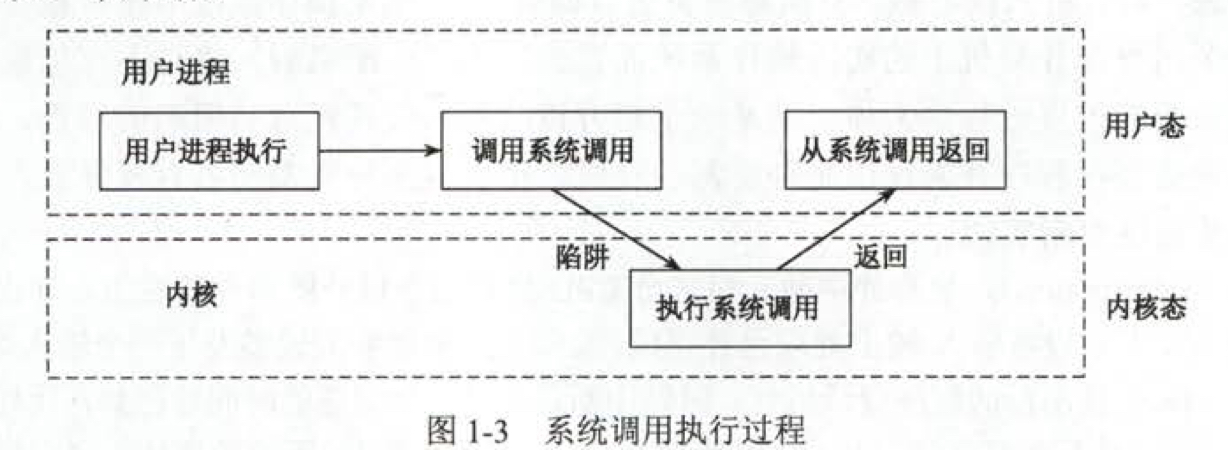 用户进程
用户进程执行
调用系统调用
从系统调用返回
用户态
陷阱
返回
内核
执行系统调用
内核态
图 1-3 系统调用执行过程